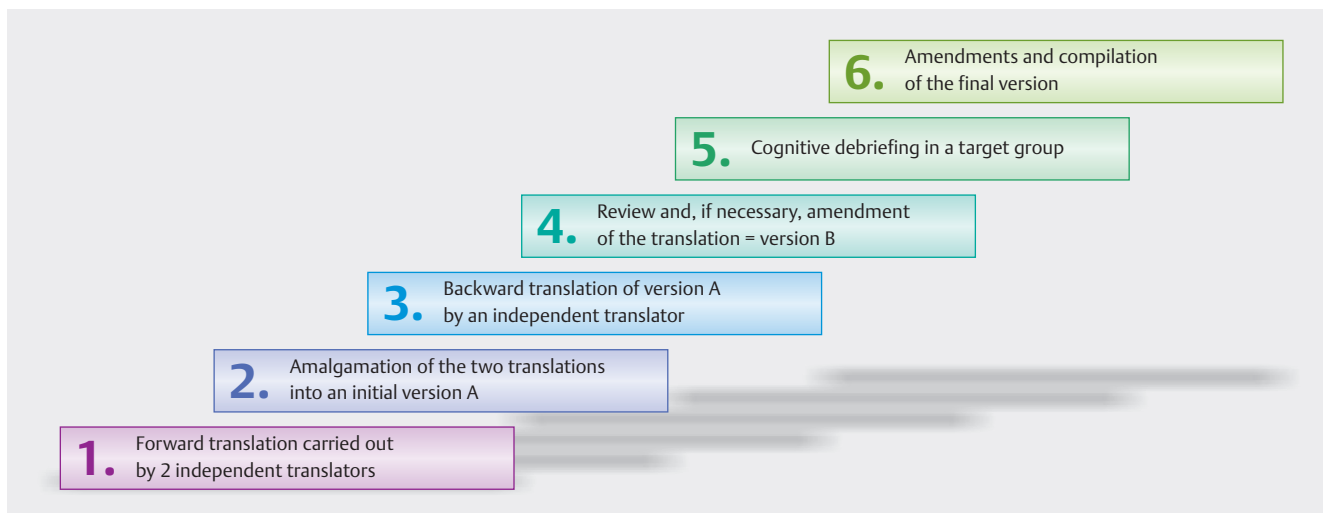 6. Amendments and compilation
of the final version
5. Cognitive debriefing in a target group
4. Review and, if necessary, amendment
of the translation = version B
3. Backward translation of version A
by an independent translator
2. Amalgamation of the two translations
into an initial version A
1. Forward translation carried out
by 2 independent translators